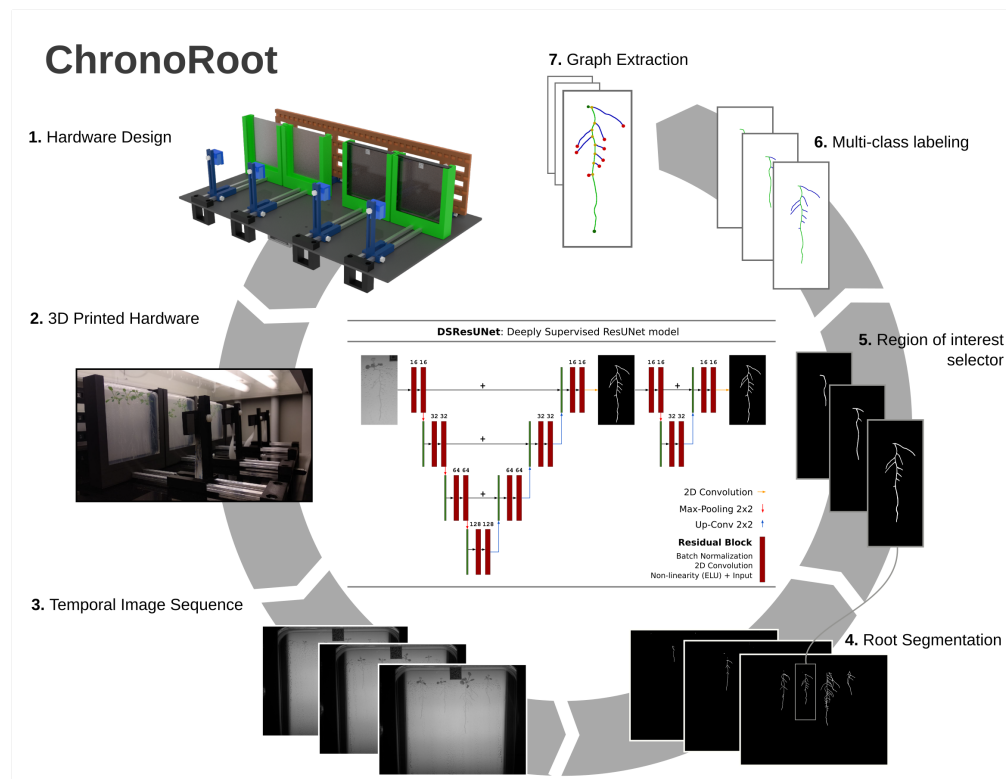 ChronoRoot
7. Graph Extraction
1. Hardware Design
6. Multi-class labeling
2. 3D Printed Hardware
DSResUNet: Deeply Supervised ResUNet model
5. Region of interest
selector
16 16
16 16
16 16
16 16
+
+
32 32
32 32
32 32
+
64 64
64 64
+
128 128
2D Convolution
Max-Pooling 2x2
Up-Conv 2x2
Residual Block
Batch Normalization
2D Convolution
Non-linearity (ELU) + Input
3. Temporal Image Sequence
4. Root Segmentation